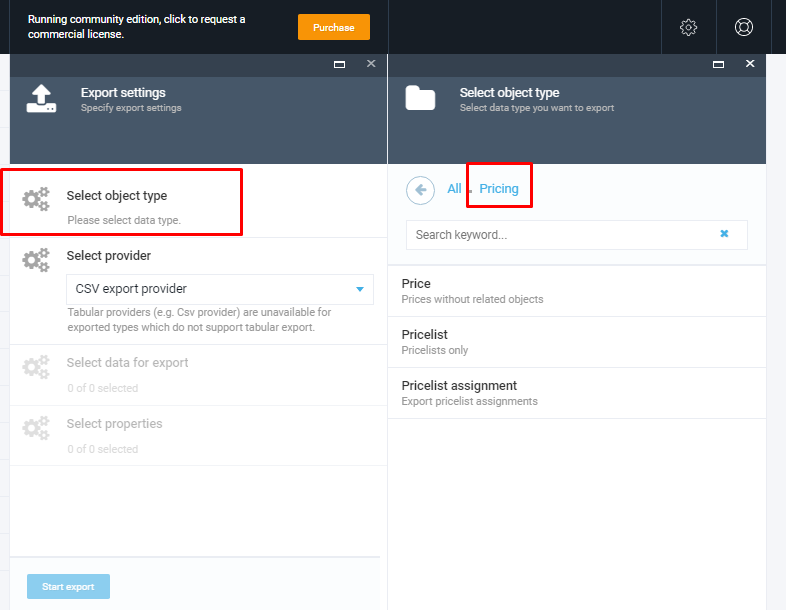 Running community edition, click to request a
commercial license.
Purchase
Export settings
Specify export settings
Select object type
Please select data type.
Select provider
CSV export provider
Tabular providers (e.g. Csv provider) are unavailable for
exported types which do not support tabular export.
Select data for export
0 of 0 selected
Select properties
0 of 0 selected
Start export
Select object type
Select data type you want to export
All . Pricing
Search keyword...
Price
Prices without related objects
Pricelist
Pricelists only
Pricelist assignment
Export pricelist assignments